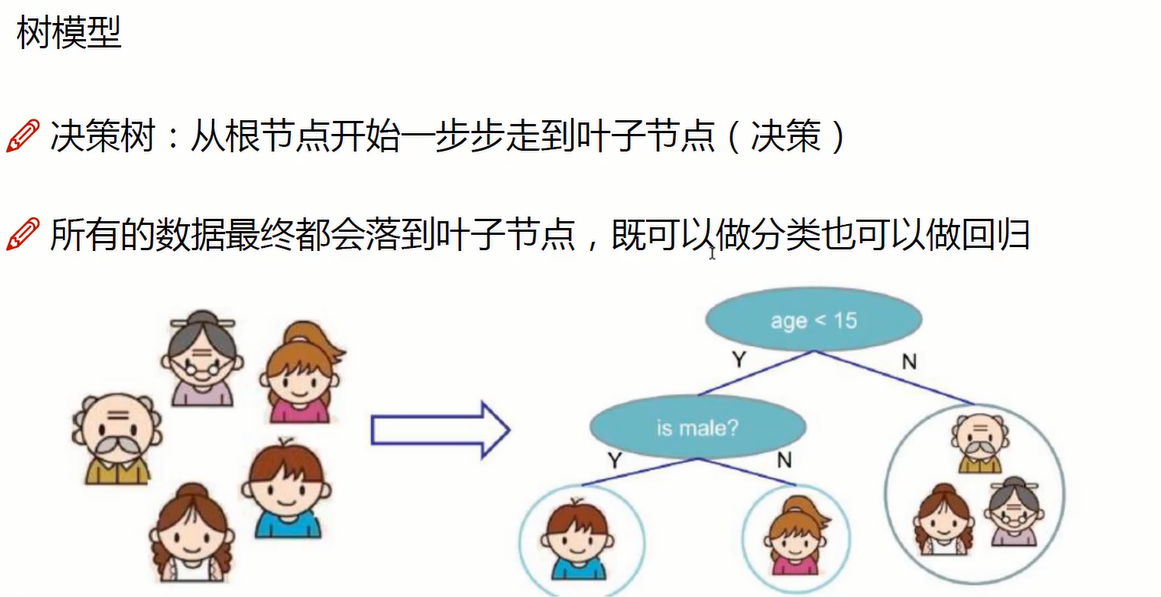 树模型
决策树：从根节点开始一步步走到叶子节点（决策）
所有的数据最终都会落到叶子节点，既可以做分类也可以做回归
age < 15
Y
N
is male?
Y
N